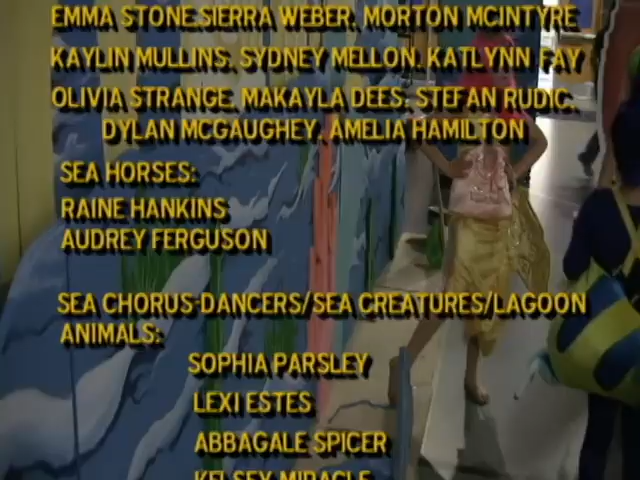 EMMA STONE,SIERRA WEBER, MORTON MCINTYRE
KAYLIN MULLINS, SYDNEY MELLON, KATLYNN FAY
OLIVIA STRANGE, MAKAYLA DEES, STEFAN RUDIC,
DYLAN MCGAUGHEY, AMELIA HAMILTON
SEA HORSES:
RAINE HANKINS
AUDREY FERGUSON
SEA CHORUS-DANCERS/SEA CREATURES/LAGOON
ANIMALS:
SOPHIA PARSLEY
LEXI ESTES
ABBAGALE SPICER
KELSEY MIRACLE